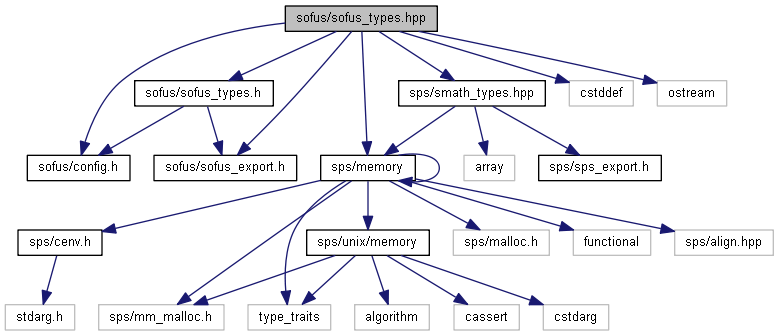 sofus/sofus_types.hpp
sofus/sofus_types.h
sps/smath_types.hpp
cstddef
ostream
sofus/config.h
sofus/sofus_export.h
sps/memory
array
sps/sps_export.h
sps/cenv.h
sps/unix/memory
sps/malloc.h
functional
sps/align.hpp
stdarg.h
sps/mm_malloc.h
type_traits
algorithm
cassert
cstdarg